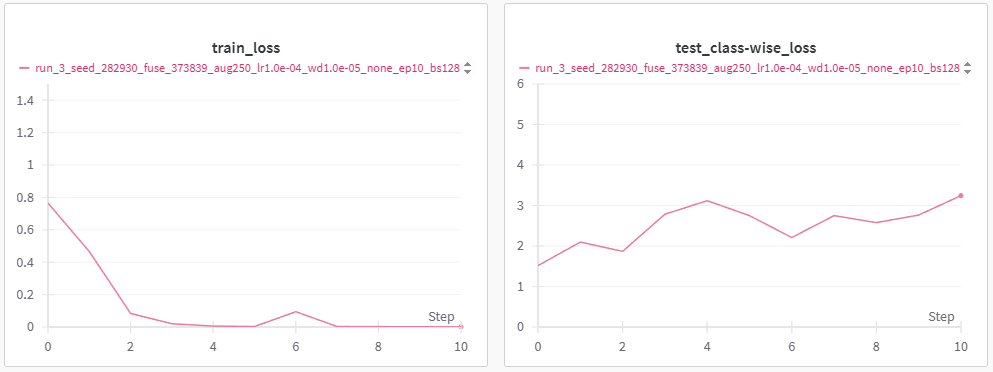 train_loss
run_3_seed_282930_fuse_373839_aug250_lr1.0e-04_wd1.0e-05_none_ep10_bs128
1.4
1.2
1
0.8
0.6
0.4
0.2
0
Step
0 2 4 6 8 10
test_class-wise_loss
run_3_seed_282930_fuse_373839_aug250_lr1.0e-04_wd1.0e-05_none_ep10_bs128
6
5
4
3
2
1
0
Step
0 2 4 6 8 10